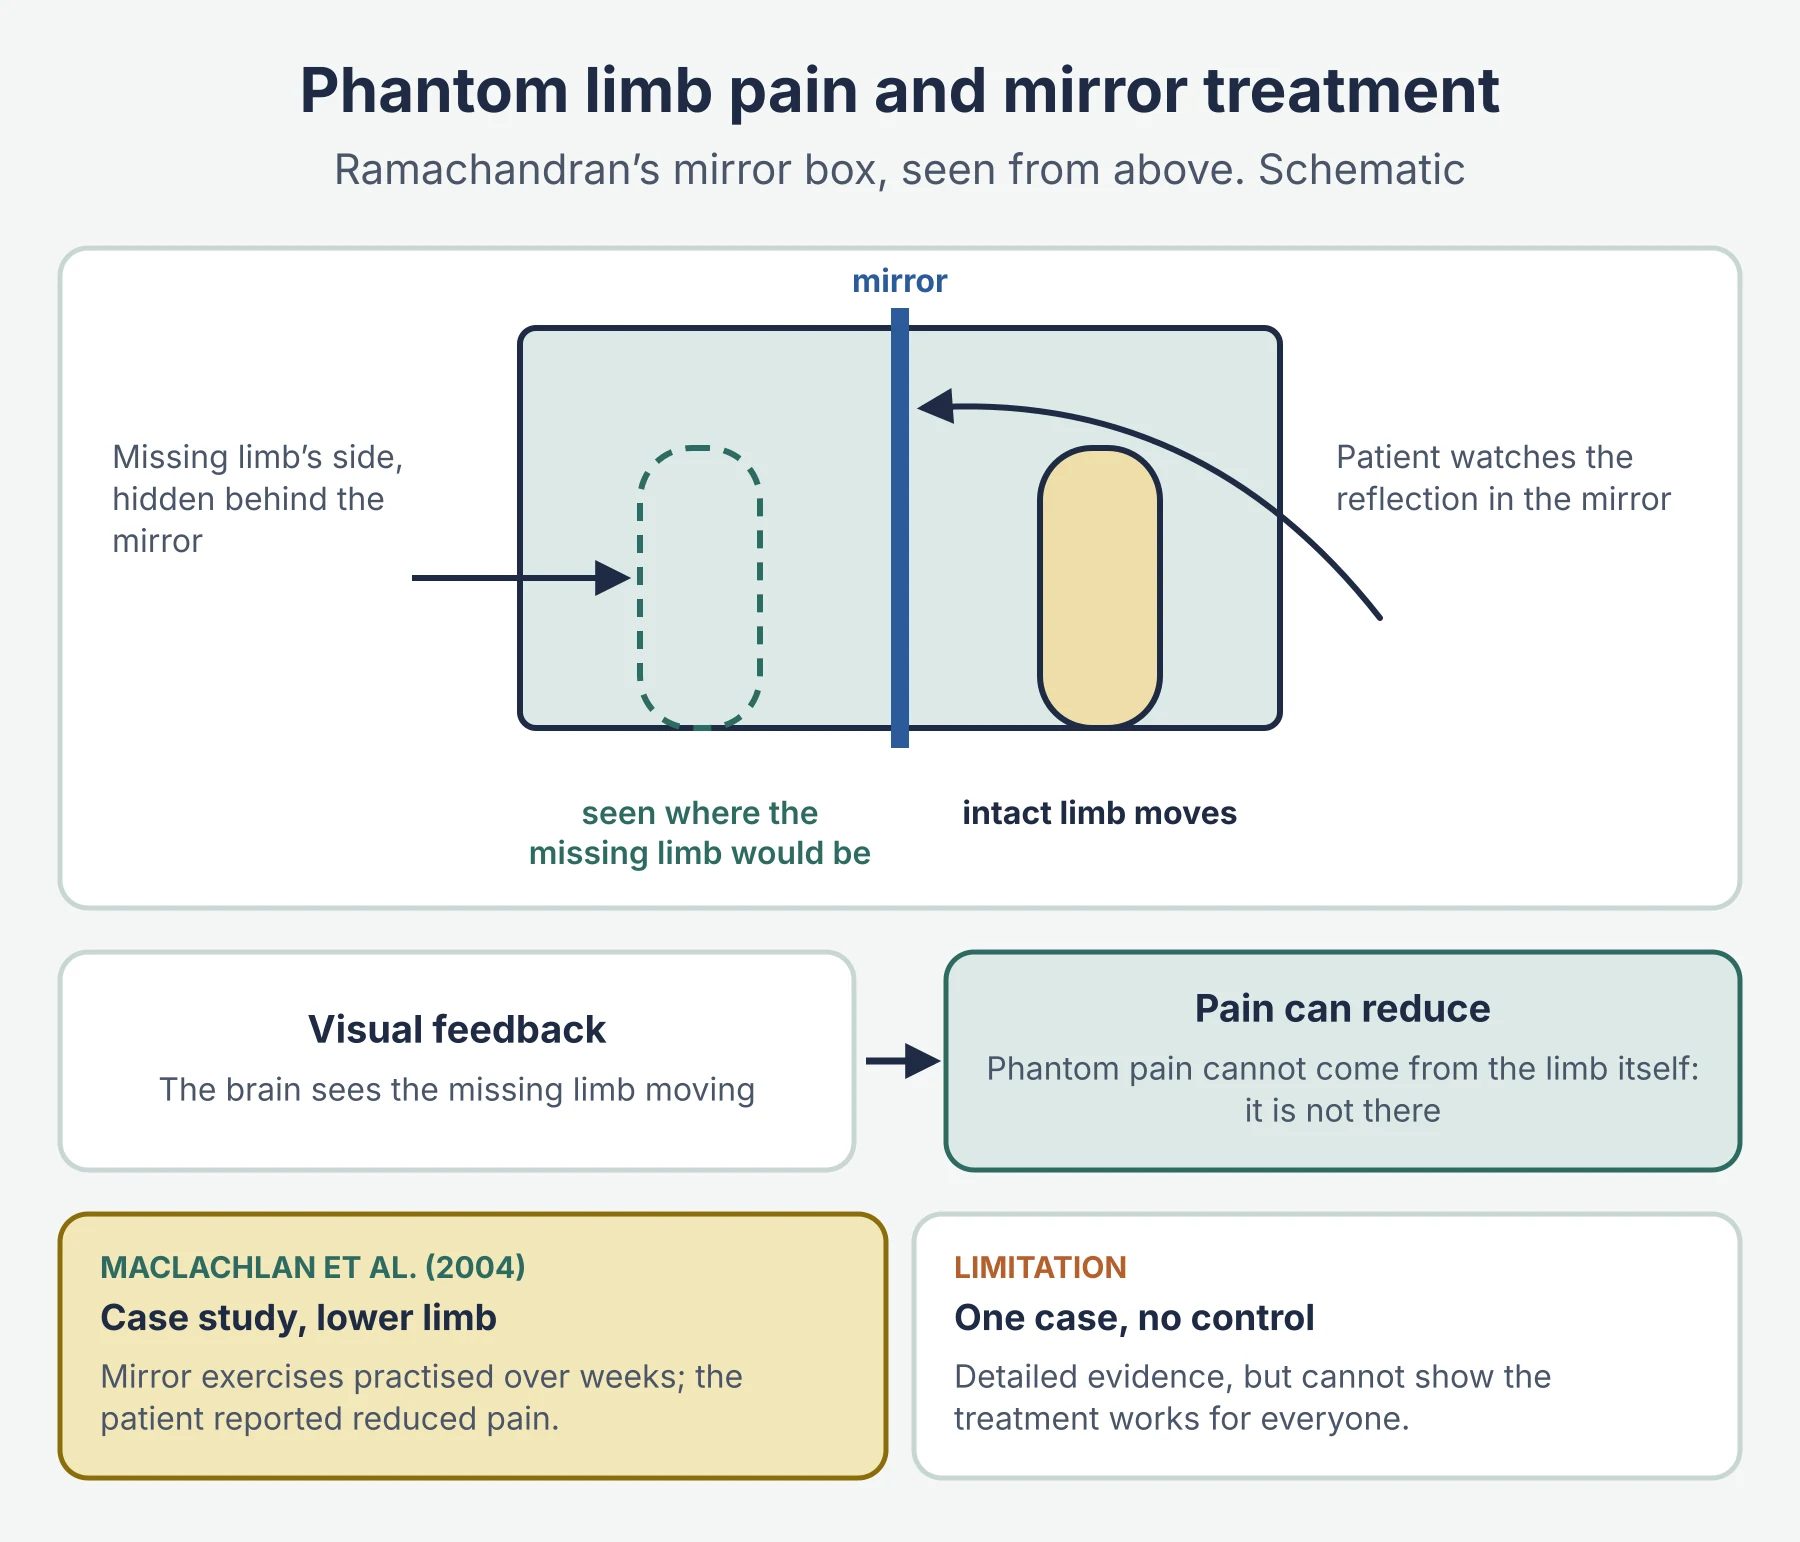 Phantom limb pain and mirror treatment
Ramachandran’s mirror box, seen from above. Schematic
mirror
Missing limb’s side,
hidden behind the
mirror
Patient watches the
reflection in the mirror
seen where the
missing limb would be
intact limb moves
Visual feedback
The brain sees the missing limb moving
Pain can reduce
Phantom pain cannot come from the limb itself:
it is not there
MACLACHLAN ET AL. (2004)
Case study, lower limb
Mirror exercises practised over weeks; the
patient reported reduced pain.
LIMITATION
One case, no control
Detailed evidence, but cannot show the
treatment works for everyone.